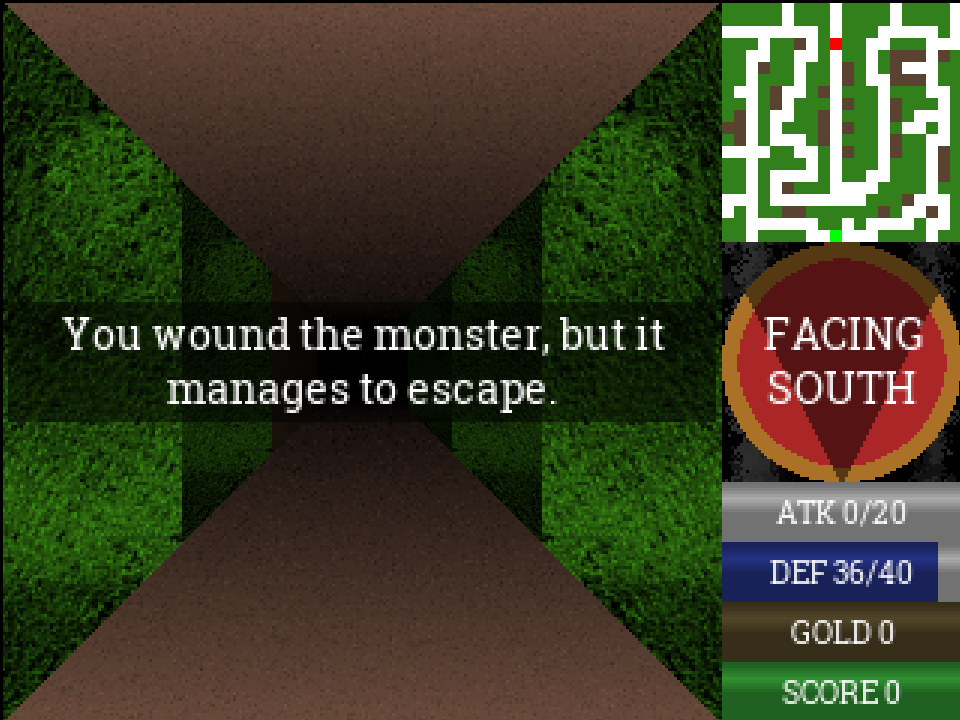 You wound the monster, but it
manages to escape.
FACING
SOUTH
ATK 0/20
DEF 36/40
GOLD 0
SCORE 0